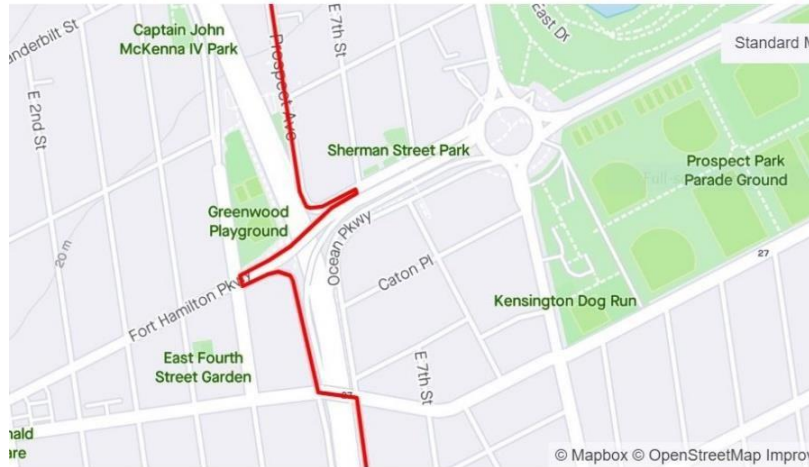 Captain John
McKenna IV Park
E 7th St
East Dr
Standard M
anderbilt St
Prospect Ave
E 2nd St
Sherman Street Park
Prospect Park
Parade Ground
Greenwood
Playground
Ocean Pkwy
20 m
27
Caton Pl
Fort Hamilton Pkwy
Kensington Dog Run
East Fourth
Street Garden
E 7th St
27
nald
are
© Mapbox © OpenStreetMap Improv